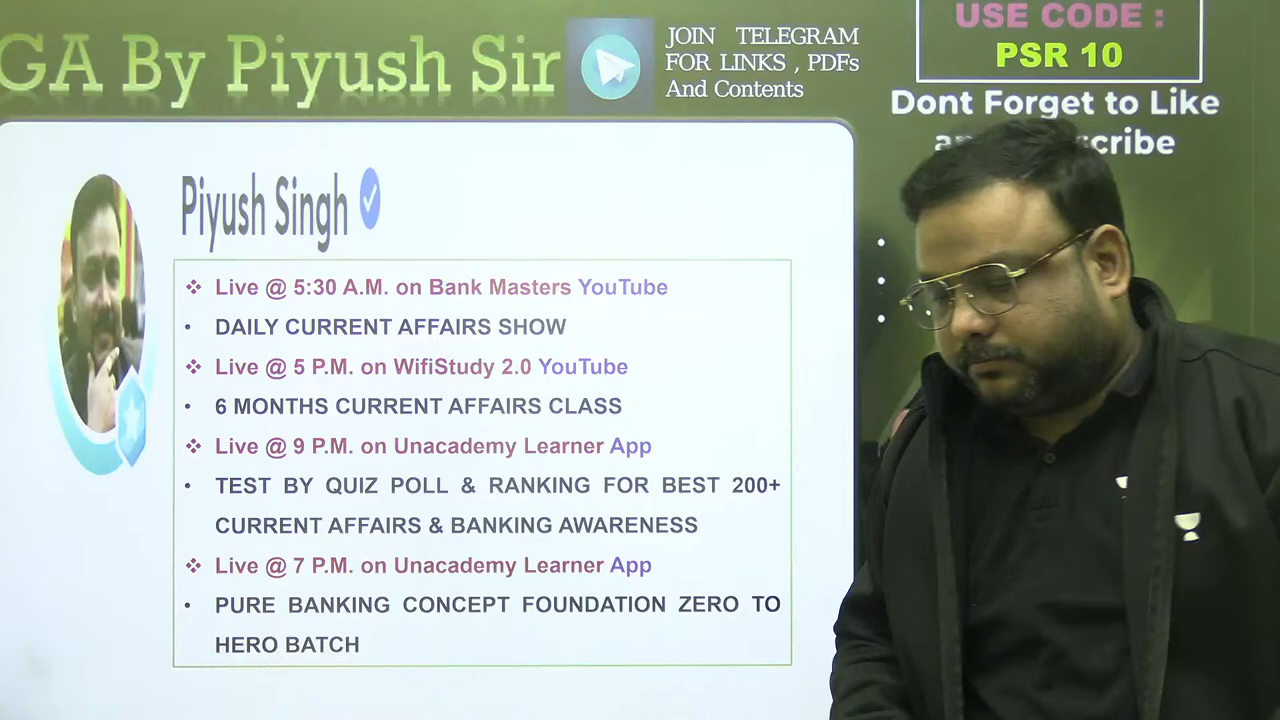 GA By Piyush Sir
JOIN TELEGRAM
FOR LINKS , PDFs
And Contents
USE CODE :
PSR 10
Dont Forget to Like
Piyush Singh
❖ Live @ 5:30 A.M. on Bank Masters YouTube
• DAILY CURRENT AFFAIRS SHOW
❖ Live @ 5 P.M. on WifiStudy 2.0 YouTube
• 6 MONTHS CURRENT AFFAIRS CLASS
❖ Live @ 9 P.M. on Unacademy Learner App
• TEST BY QUIZ POLL & RANKING FOR BEST 200+
CURRENT AFFAIRS & BANKING AWARENESS
❖ Live @ 7 P.M. on Unacademy Learner App
• PURE BANKING CONCEPT FOUNDATION ZERO TO
HERO BATCH